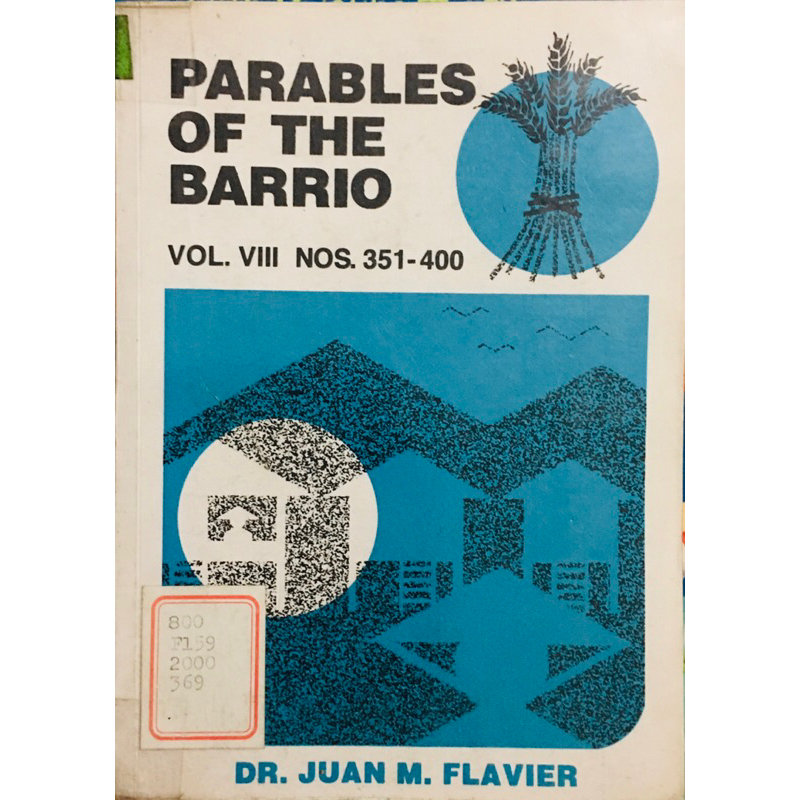 PARABLES
OF THE
BARRIO
VOL. VIII NOS. 351-400
800
F159
2000
369
DR. JUAN M. FLAVIER